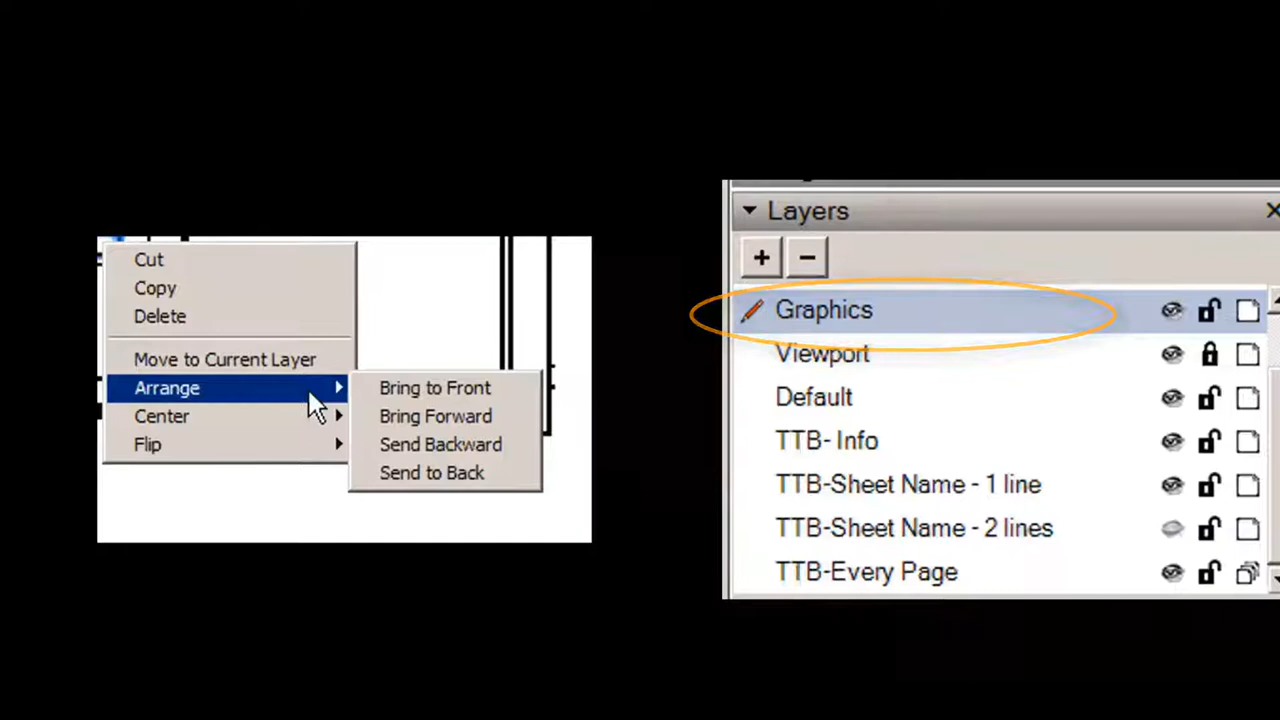 Cut
Copy
Delete
Move to Current Layer
Arrange
Center
Flip
Bring to Front
Bring Forward
Send Backward
Send to Back
Layers
Graphics
Viewport
Default
TTB- Info
TTB-Sheet Name - 1 line
TTB-Sheet Name - 2 lines
TTB-Every Page